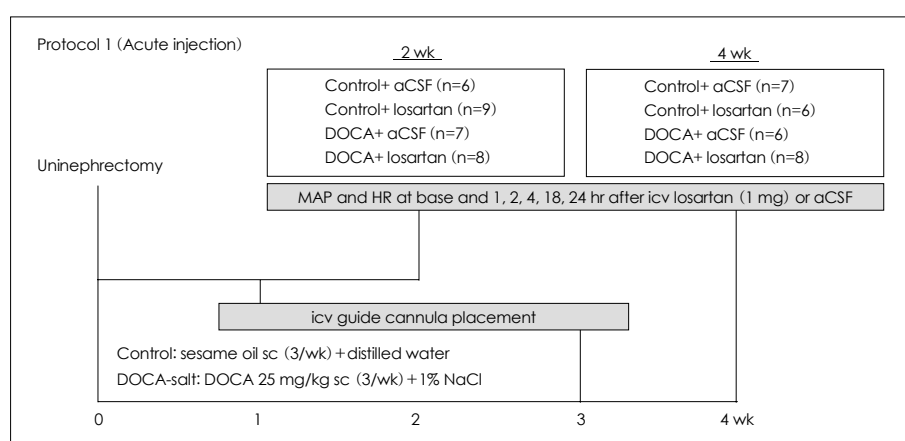 Protocol 1 (Acute injection)
2 wk
4 wk
Control+ aCSF (n=6)
Control+ losartan (n=9)
DOCA+ aCSF (n=7)
DOCA+ losartan (n=8)
Control+ aCSF (n=7)
Control+ losartan (n=6)
DOCA+ aCSF (n=6)
DOCA+ losartan (n=8)
Uninephrectomy
MAP and HR at base and 1, 2, 4, 18, 24 hr after icv losartan (1 mg) or aCSF
icv guide cannula placement
Control: sesame oil sc (3/wk)+distilled water
DOCA-salt: DOCA 25 mg/kg sc (3/wk)+1% NaCl
0 1 2 3 4 wk